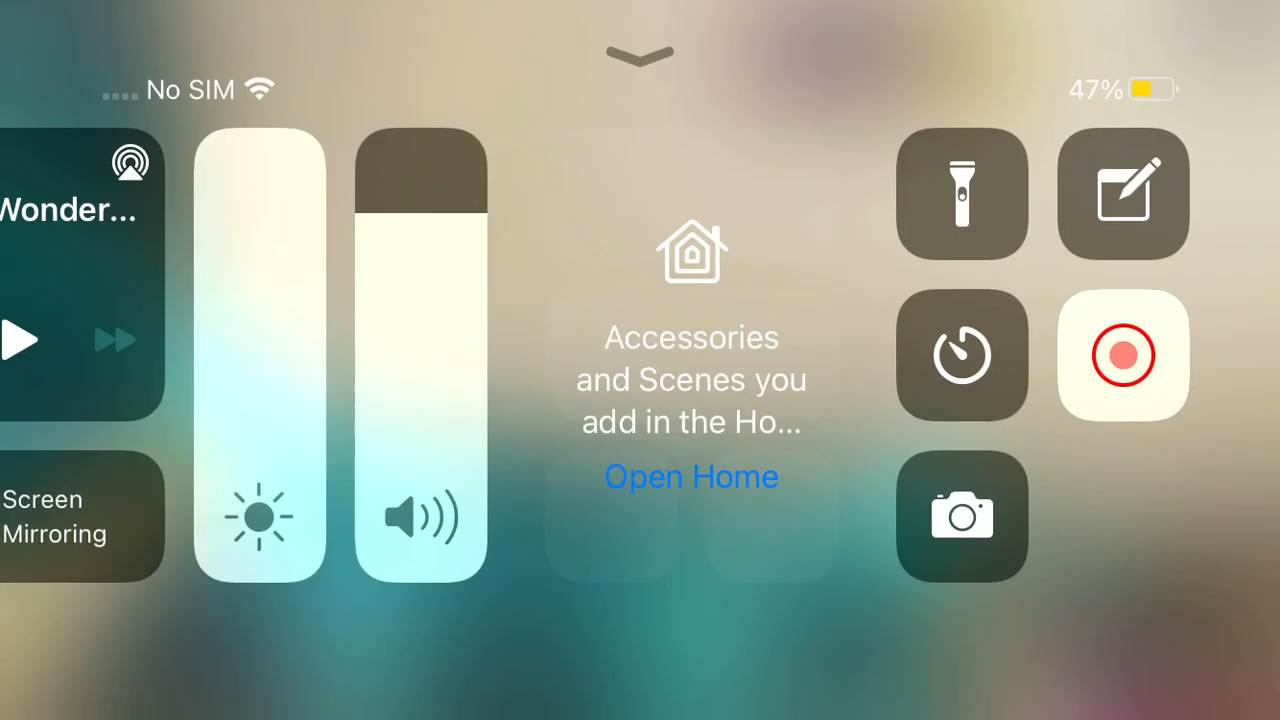 No SIM
47%
Wonder...
Accessories
and Scenes you
add in the Ho...
Open Home
Screen
Mirroring